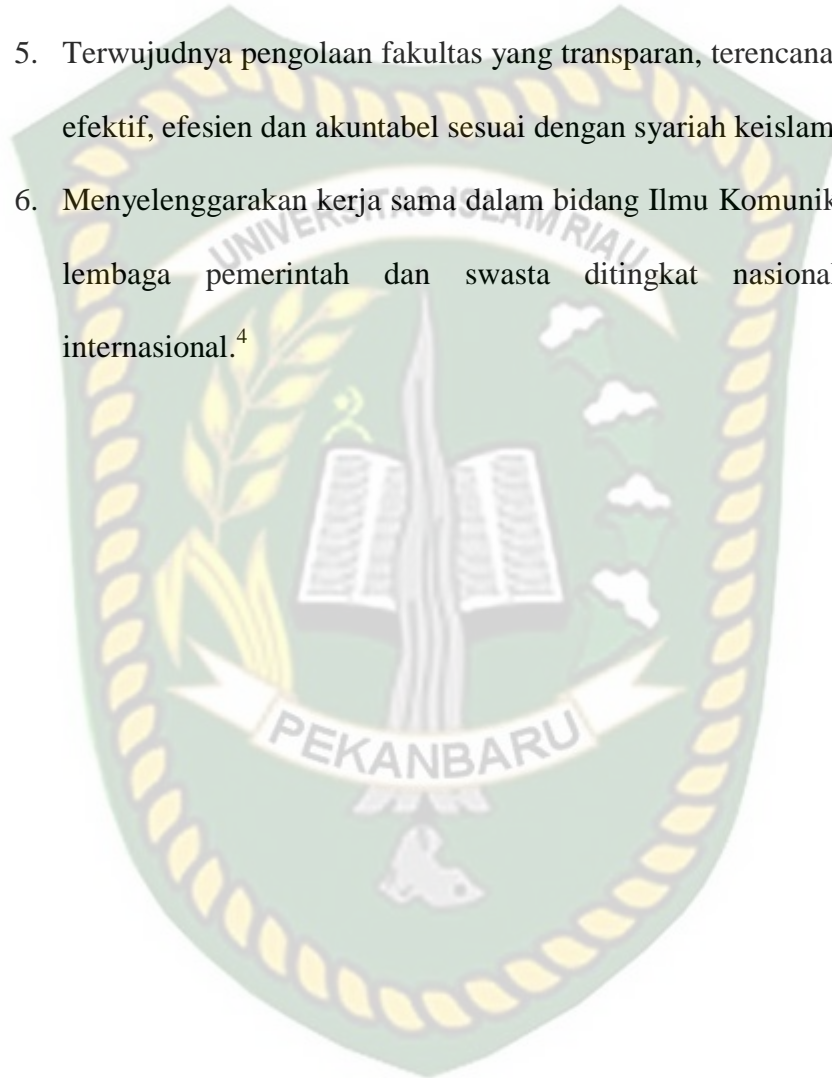 5. Terwujudnya pengolaan fakultas yang transparan, terencana
efektif, efesien dan akuntabel sesuai dengan syariah keislam
6. Menyelenggarakan kerja sama dalam bidang Ilmu Komunik
UNIVERSITAS ISLAM RIAU
lembaga pemerintah dan swasta ditingkat nasional
internasional.⁴
PEKANBARU